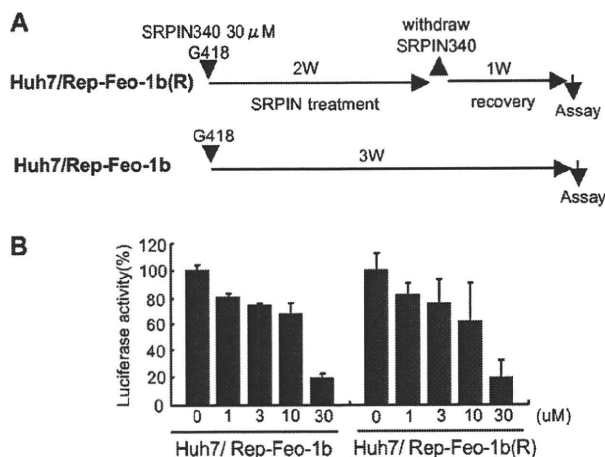 A
SRPIN340 30 μM
G418
withdraw
SRPIN340
Huh7/Rep-Feo-1b(R)
2W
1W
SRPIN treatment
recovery
Assay
G418
Huh7/Rep-Feo-1b
3W
Assay
B
Luciferase activity(%)
120
100
80
60
40
20
0
0 1 3 10 30 0 1 3 10 30 (uM)
Huh7/ Rep-Feo-1b Huh7/ Rep-Feo-1b(R)